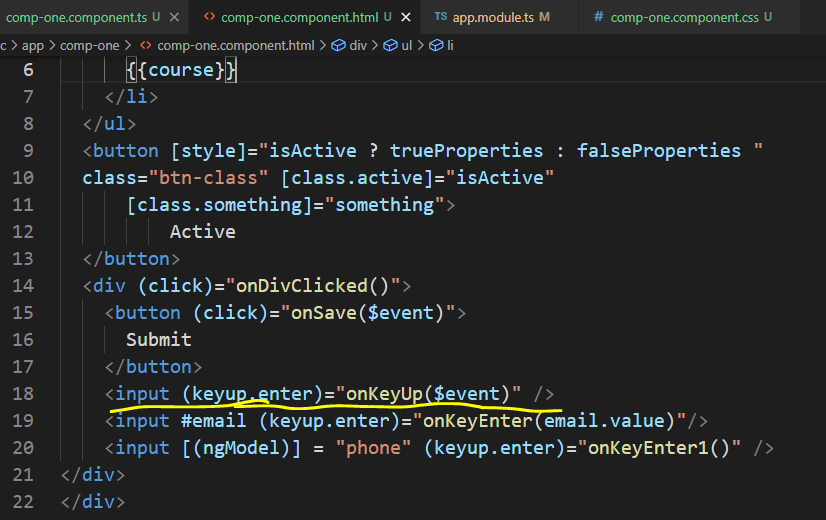 comp-one.component.ts U × <> comp-one.component.html U × TS app.module.ts M # comp-one.component.css U
c > app > comp-one > <> comp-one.component.html > div > ul > li
6 {{course}}
7 </li>
8 </ul>
9 <button [style]="isActive ? trueProperties : falseProperties "
10 class="btn-class" [class.active]="isActive"
11 [class.something]="something">
12 Active
13 </button>
14 <div (click)="onDivClicked()">
15 <button (click)="onSave($event)">
16 Submit
17 </button>
18 <input (keyup.enter)="onKeyUp($event)" />
19 <input #email (keyup.enter)="onKeyEnter(email.value)"/>
20 <input [(ngModel)] = "phone" (keyup.enter)="onKeyEnter1()" />
21 </div>
22 </div>